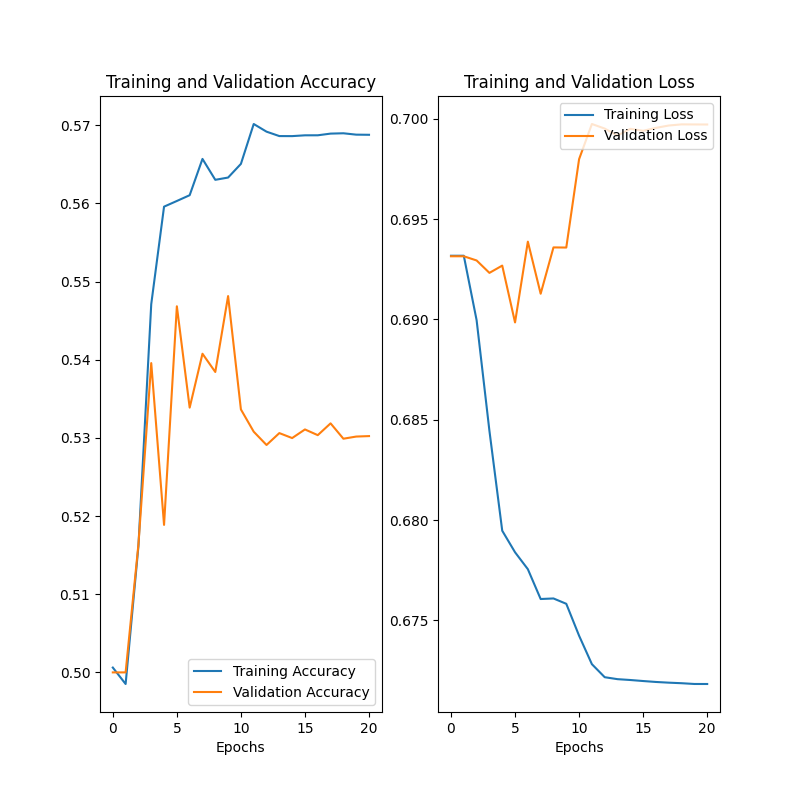 Training and Validation Accuracy
0.57
0.56
0.55
0.54
0.53
0.52
0.51
0.50
Training Accuracy
Validation Accuracy
0 5 10 15 20
Epochs
Training and Validation Loss
0.700
0.695
0.690
0.685
0.680
0.675
Training Loss
Validation Loss
0 5 10 15 20
Epochs